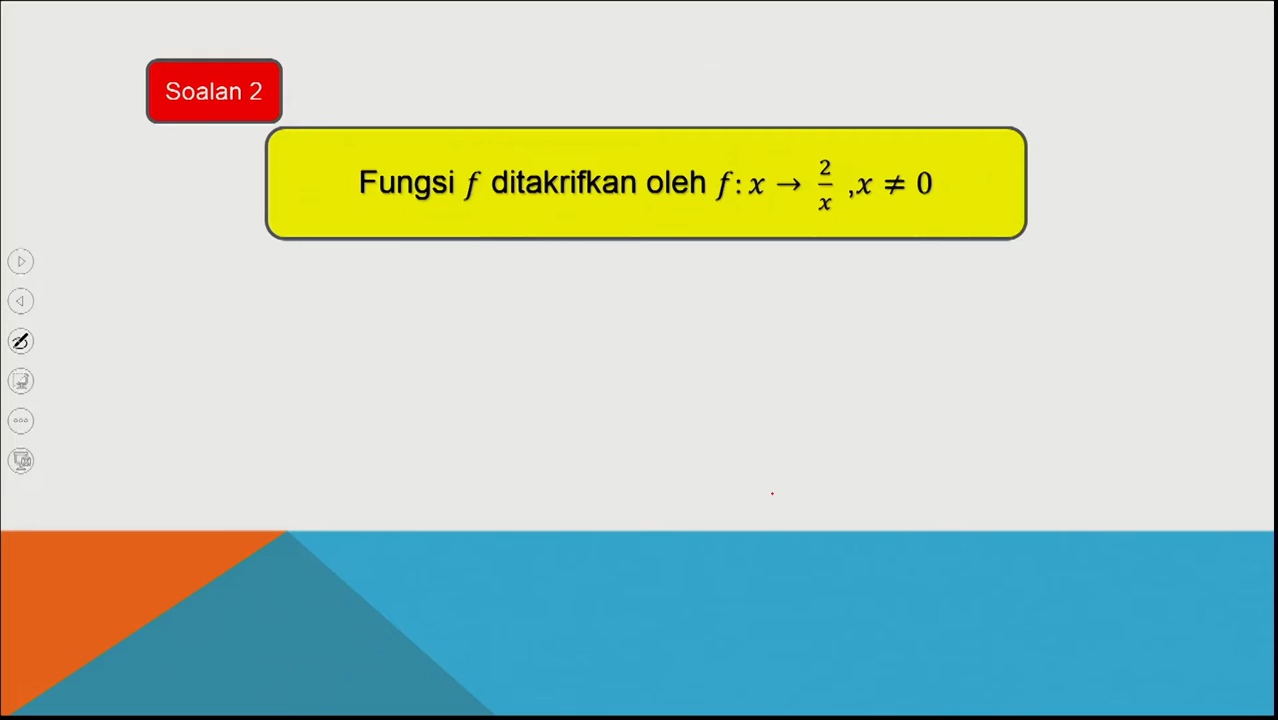 Soalan 2
Fungsi f ditakrifkan oleh f: x → 2/x ,x ≠ 0